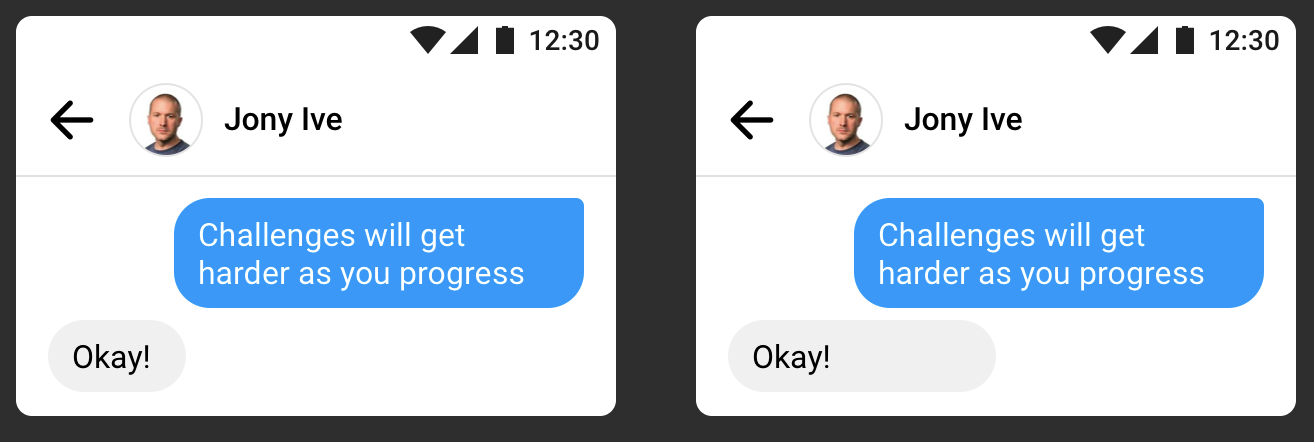 12:30
Jony Ive
Challenges will get
harder as you progress
Okay!
12:30
Jony Ive
Challenges will get
harder as you progress
Okay!